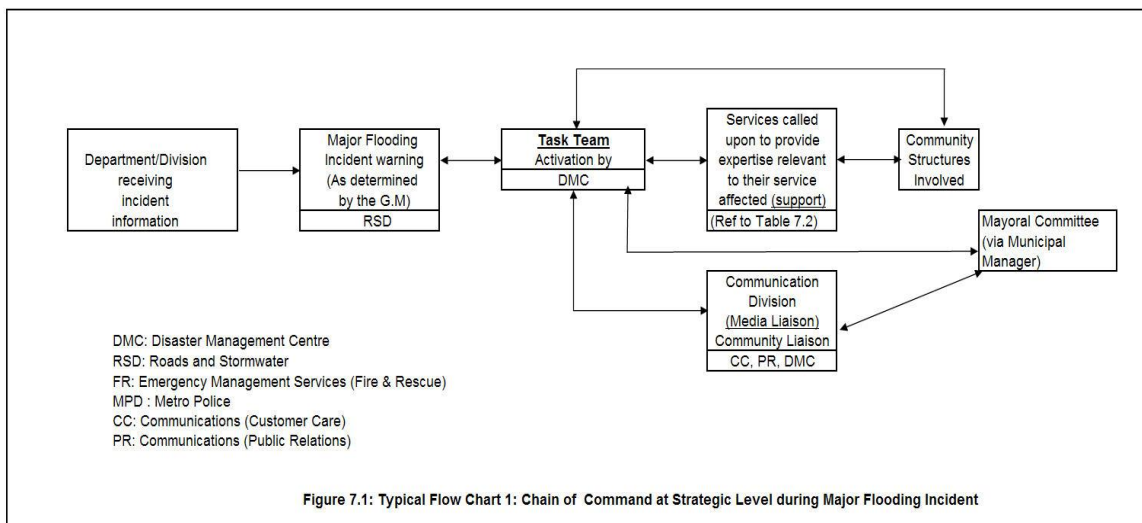 Department/Division
receiving
incident
information
Major Flooding
Incident warning
(As determined
by the G.M)
RSD
Task Team
Activation by
DMC
Services called
upon to provide
expertise relevant
to their service
affected (support)
(Ref to Table 7.2)
Community
Structures
Involved
Mayoral Committee
(via Municipal
Manager)
Communication
Division
(Media Liaison)
Community Liaison
CC, PR, DMC
DMC: Disaster Management Centre
RSD: Roads and Stormwater
FR: Emergency Management Services (Fire & Rescue)
MPD : Metro Police
CC: Communications (Customer Care)
PR: Communications (Public Relations)
Figure 7.1: Typical Flow Chart 1: Chain of Command at Strategic Level during Major Flooding Incident